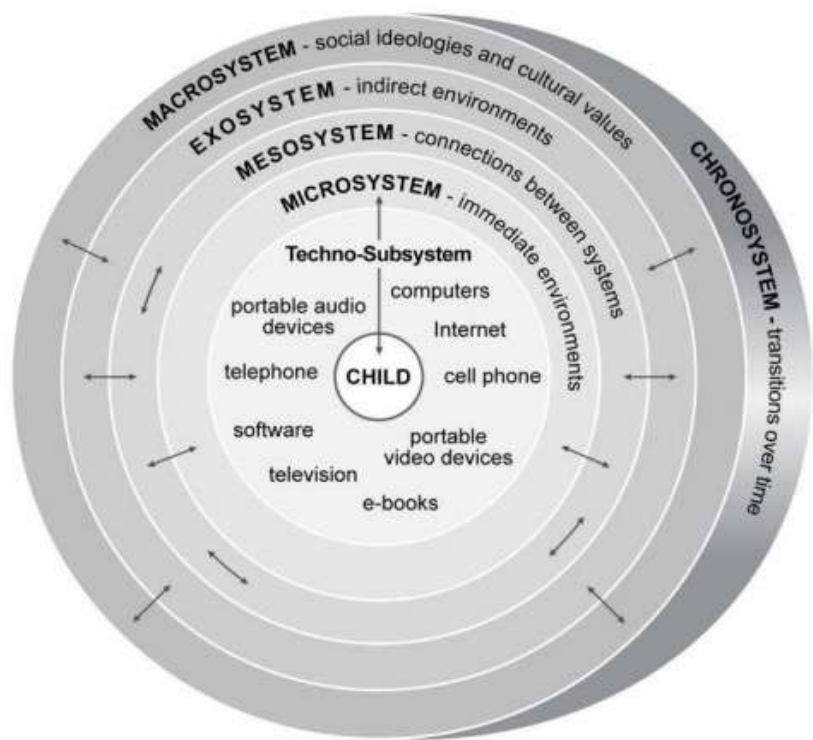 MACROSYSTEM - social ideologies and cultural values
EXOSYSTEM - indirect environments
MESOSYSTEM - connections between systems
MICROSYSTEM - immediate environments
CHRONOSYSTEM - transitions over time
Techno-Subsystem
computers
portable audio
devices
Internet
telephone
CHILD
cell phone
software
portable
video devices
television
e-books